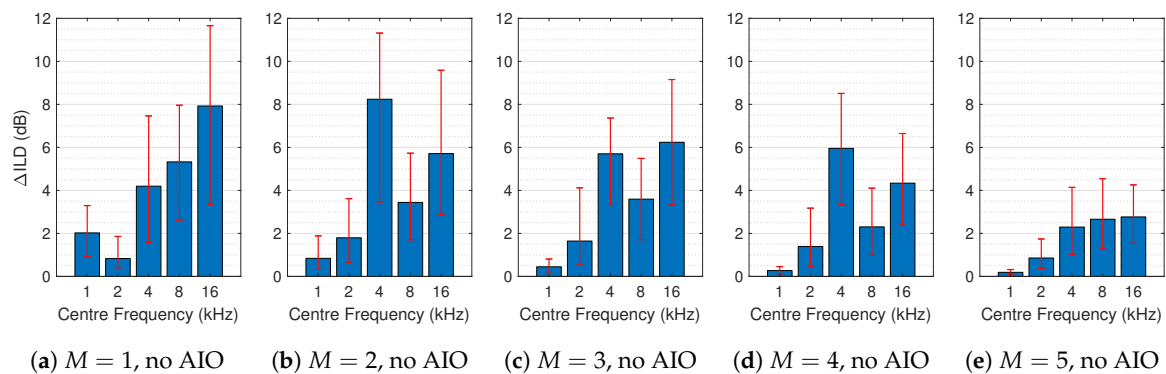 12
10
8
6
4
2
0
ΔILD (dB)
1 2 4 8 16
Centre Frequency (kHz)
(a) M = 1, no AIO
12
10
8
6
4
2
0
1 2 4 8 16
Centre Frequency (kHz)
(b) M = 2, no AIO
12
10
8
6
4
2
0
1 2 4 8 16
Centre Frequency (kHz)
(c) M = 3, no AIO
12
10
8
6
4
2
0
1 2 4 8 16
Centre Frequency (kHz)
(d) M = 4, no AIO
12
10
8
6
4
2
0
1 2 4 8 16
Centre Frequency (kHz)
(e) M = 5, no AIO